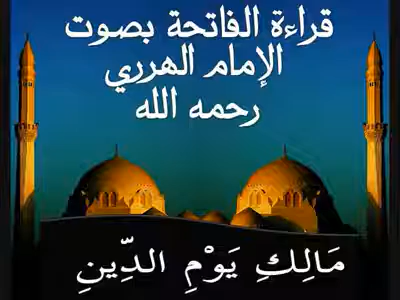 قراءة الفاتحة بصوت
الإمام الهرري
رحمه الله
مَالِكِ يَوْمِ الدِّينِ